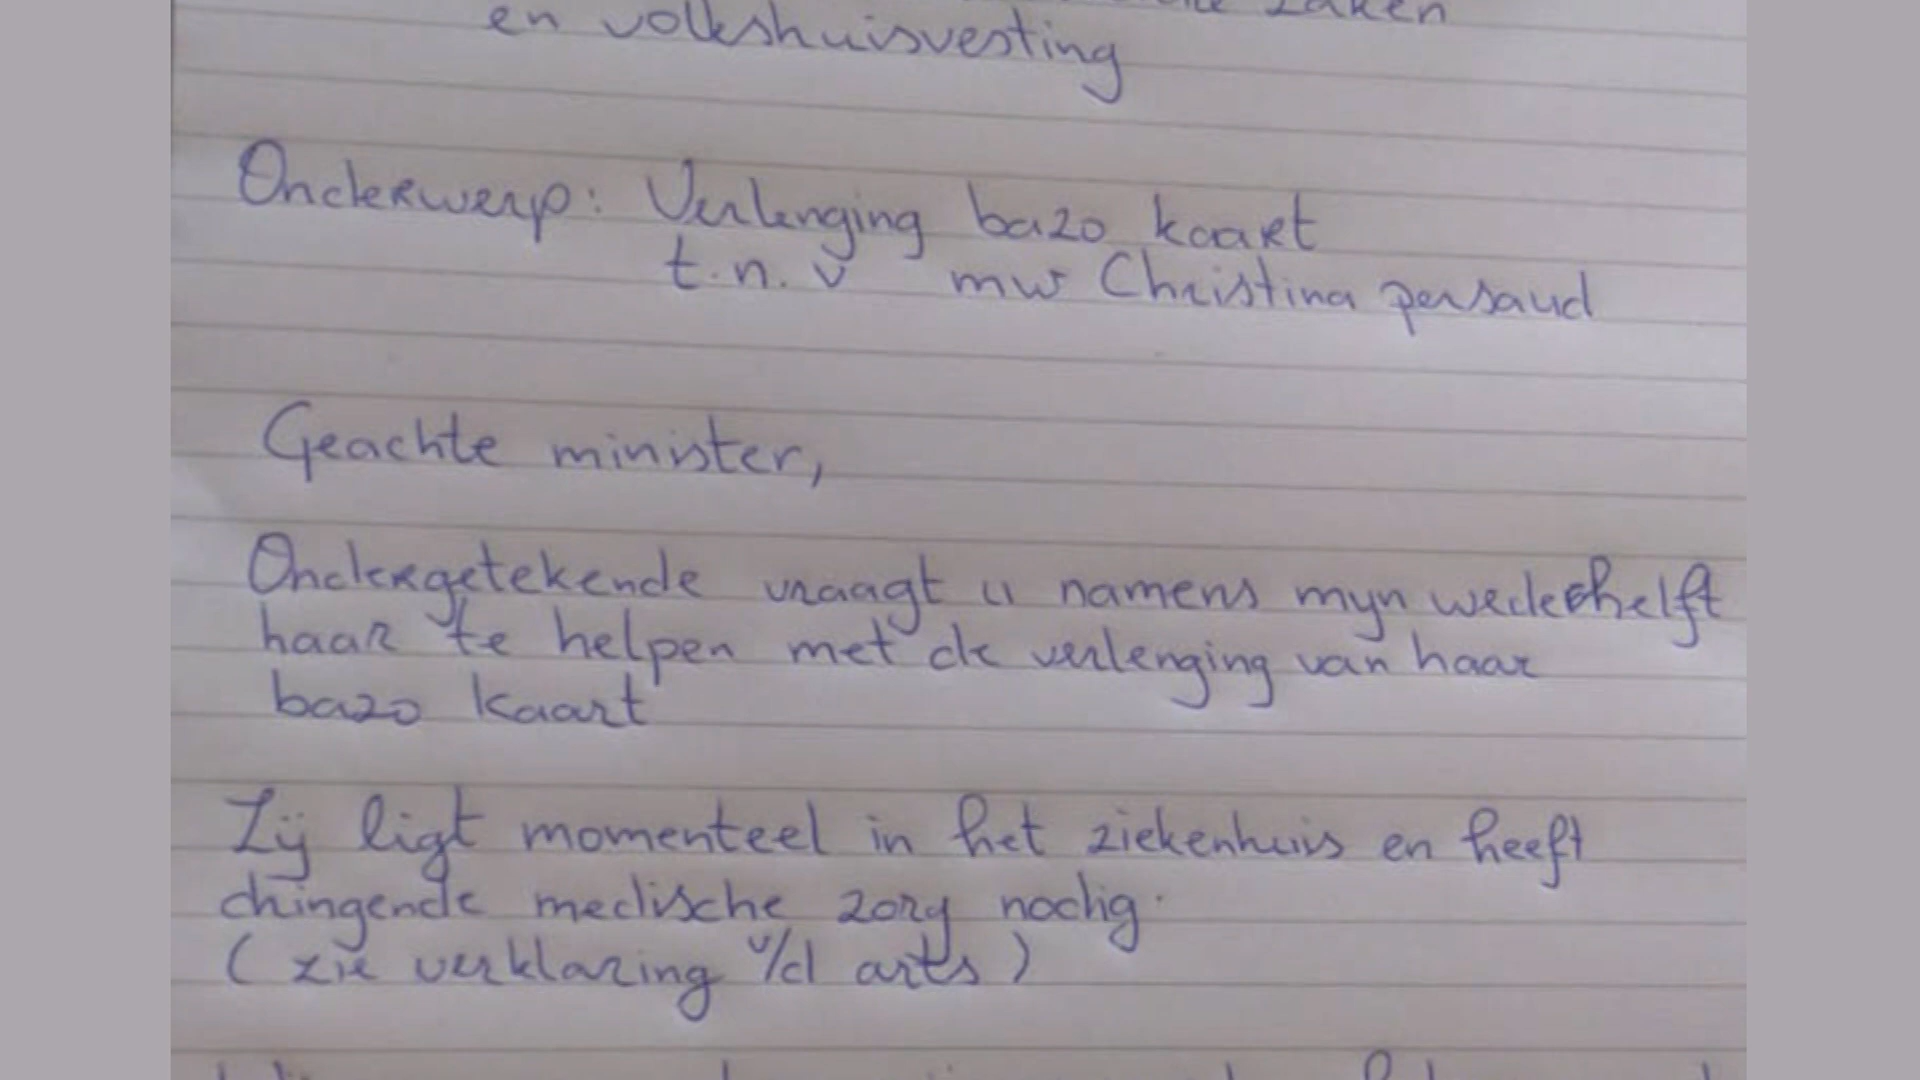 zaken
en volkshuisvesting
Onderwerp: Verlenging bazo kaart
t.n.v mw Christina persaud
Geachte minister,
Ondergetekende vraagt u namens myn wederhelft
haar te helpen met de verlenging van haar
bazo kaart
Zij ligt momenteel in het ziekenhuis en heeft
dringende medische zorg nodig.
(zie verklaring v/d arts)